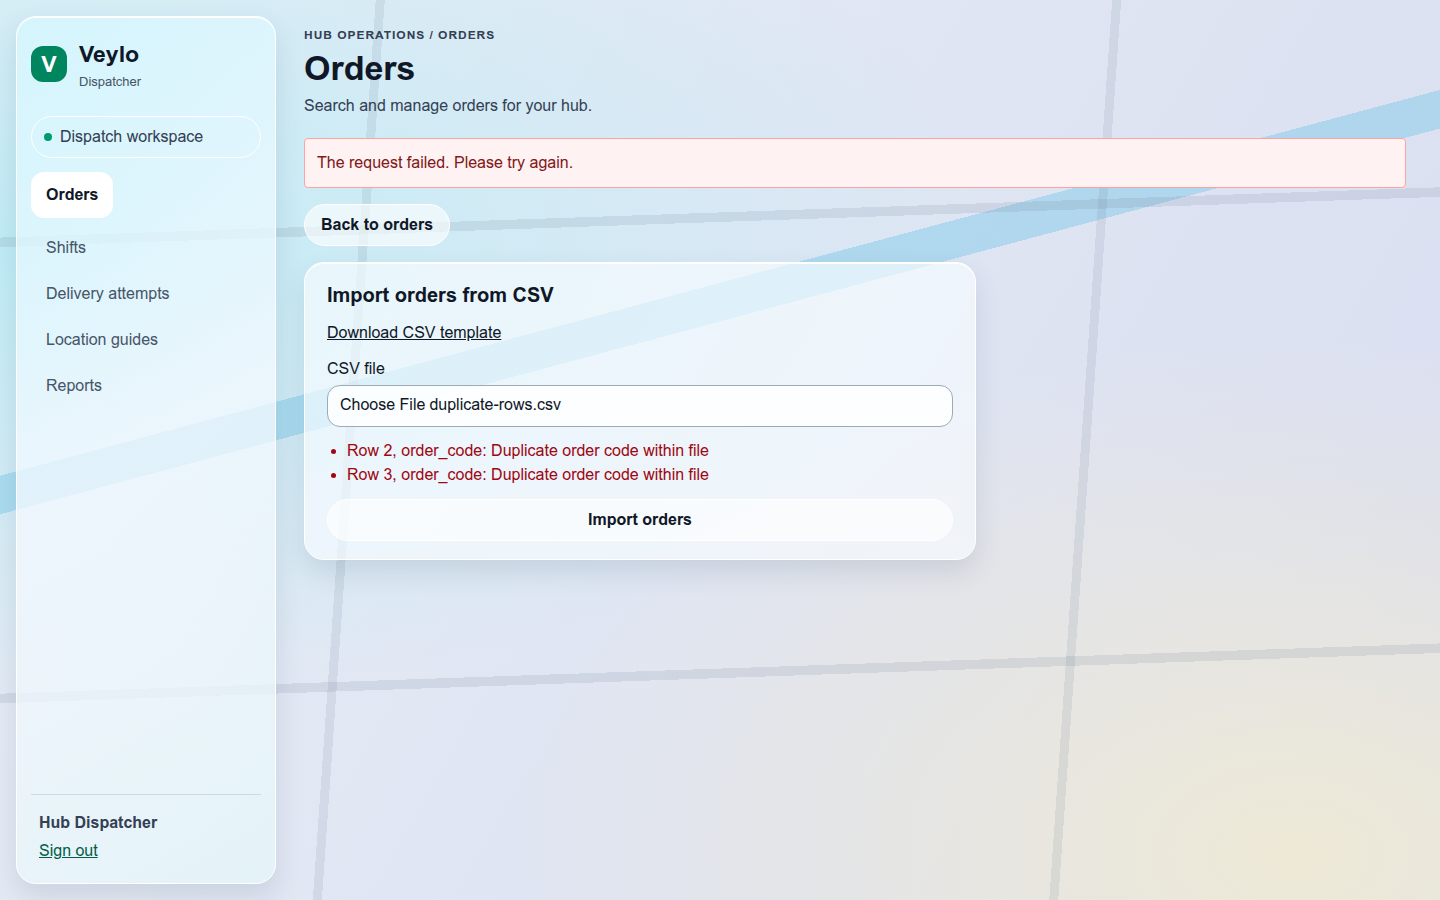 V
Veylo
Dispatcher
Dispatch workspace
Orders
Shifts
Delivery attempts
Location guides
Reports
Hub Dispatcher
Sign out
HUB OPERATIONS / ORDERS
Orders
Search and manage orders for your hub.
The request failed. Please try again.
Back to orders
Import orders from CSV
Download CSV template
CSV file
Choose File duplicate-rows.csv
Row 2, order_code: Duplicate order code within file
Row 3, order_code: Duplicate order code within file
Import orders